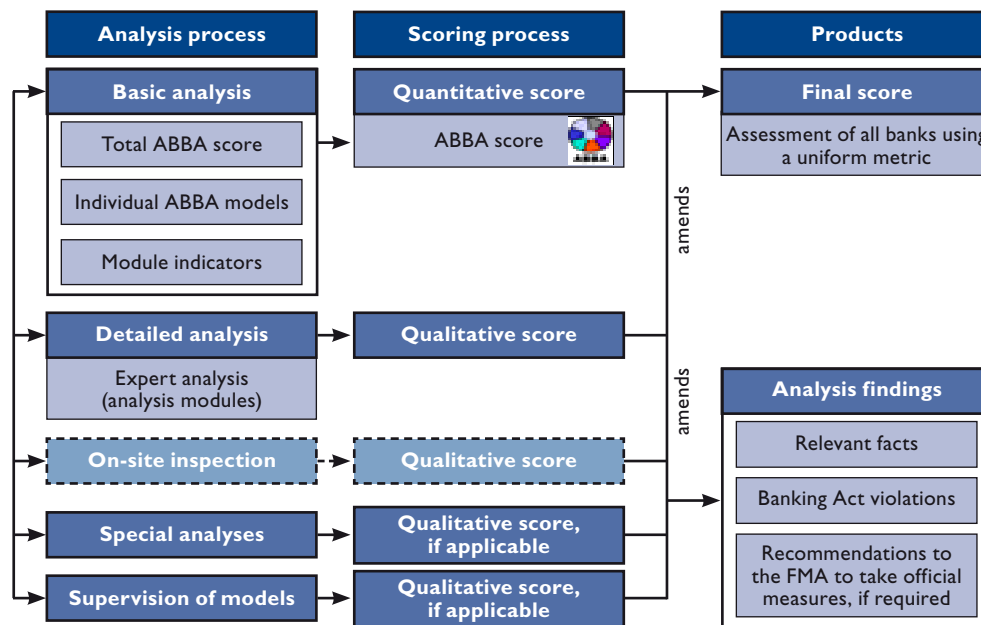 Analysis process
Scoring process
Products
Basic analysis
Quantitative score
Final score
Total ABBA score
ABBA score
Assessment of all banks using
a uniform metric
Individual ABBA models
Module indicators
amends
Detailed analysis
Qualitative score
Expert analysis
(analysis modules)
amends
Analysis findings
On-site inspection
Qualitative score
Relevant facts
Banking Act violations
Special analyses
Qualitative score,
if applicable
Recommendations to
the FMA to take official
measures, if required
Supervision of models
Qualitative score,
if applicable